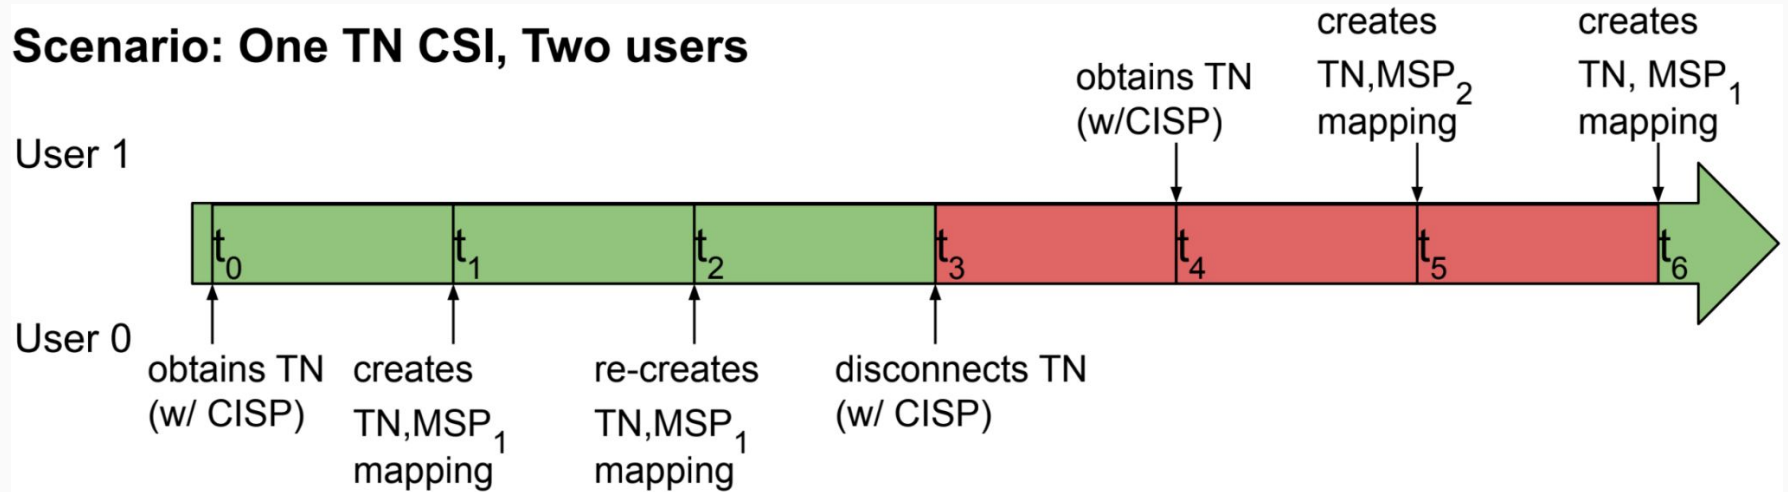 Scenario: One TN CSI, Two users
User 1
obtains TN
(w/CISP)
creates
TN,MSP2
mapping
creates
TN, MSP1
mapping
t0
t1
t2
t3
t4
t5
t6
User 0
obtains TN
(w/ CISP)
creates
TN,MSP1
mapping
re-creates
TN,MSP1
mapping
disconnects TN
(w/ CISP)